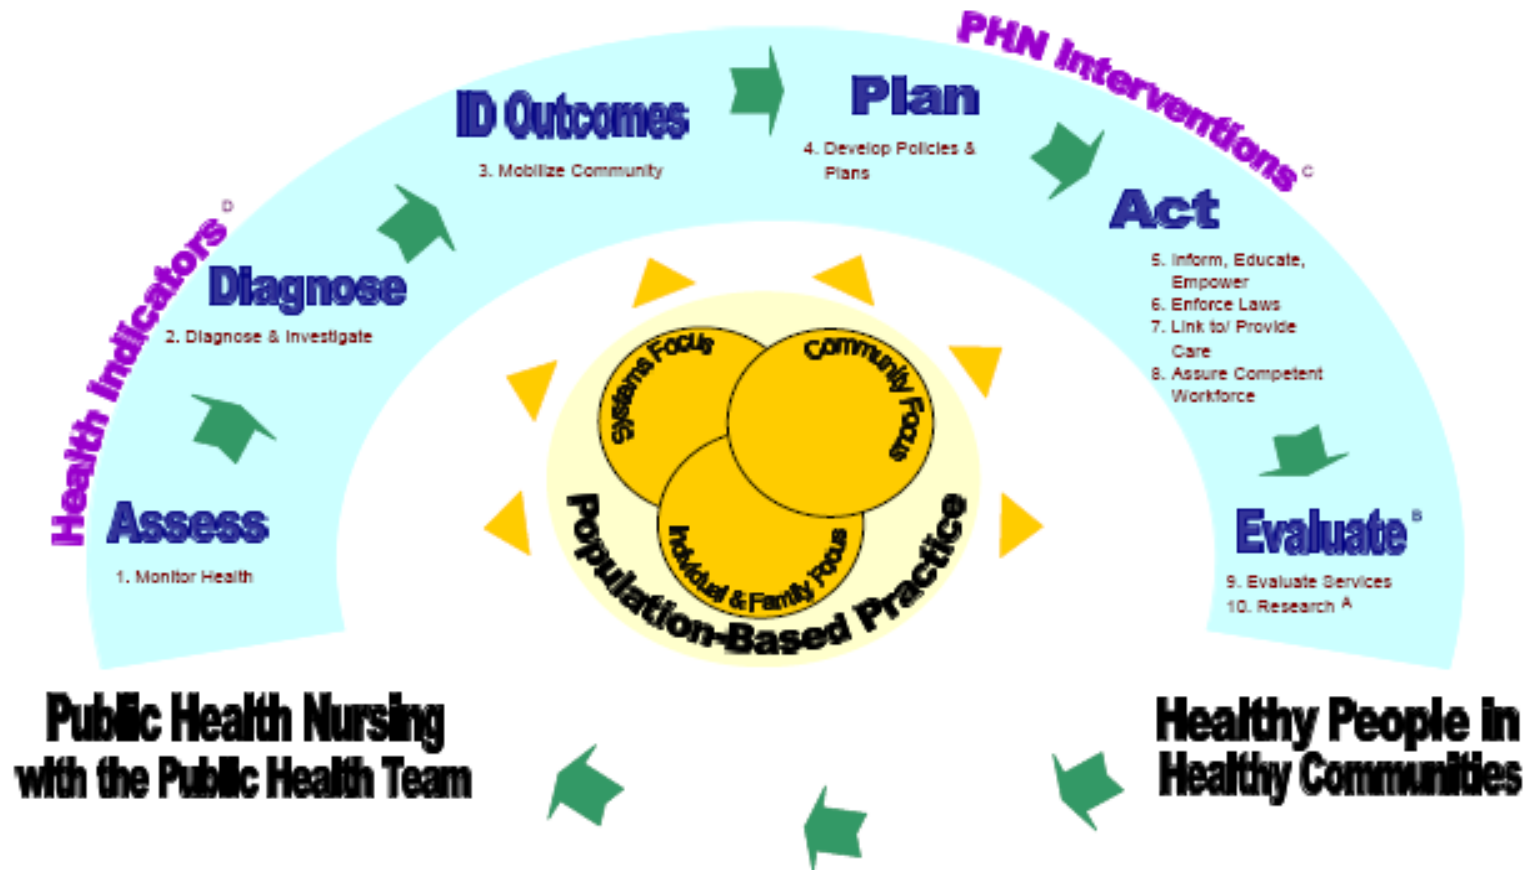 PHN Interventions C
Health Indicators D
ID Outcomes
3. Mobilize Community
Plan
4. Develop Policies &
Plans
Act
5. Inform, Educate,
Empower
6. Enforce Laws
7. Link to/ Provide
Care
8. Assure Competent
Workforce
Diagnose
2. Diagnose & Investigate
Assess
1. Monitor Health
Evaluate B
9. Evaluate Services
10. Research A
Systems Focus
Community Focus
Individual & Family Focus
Population-Based Practice
Public Health Nursing
with the Public Health Team
Healthy People in
Healthy Communities